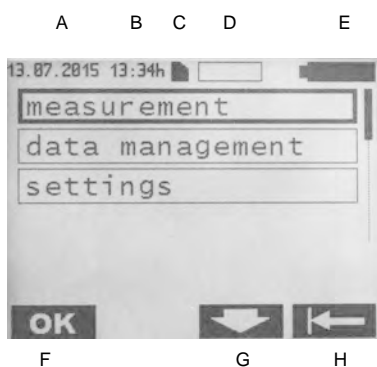 A B C D E
13.07.2015 13:34h
measurement
data management
settings
OK
F G H